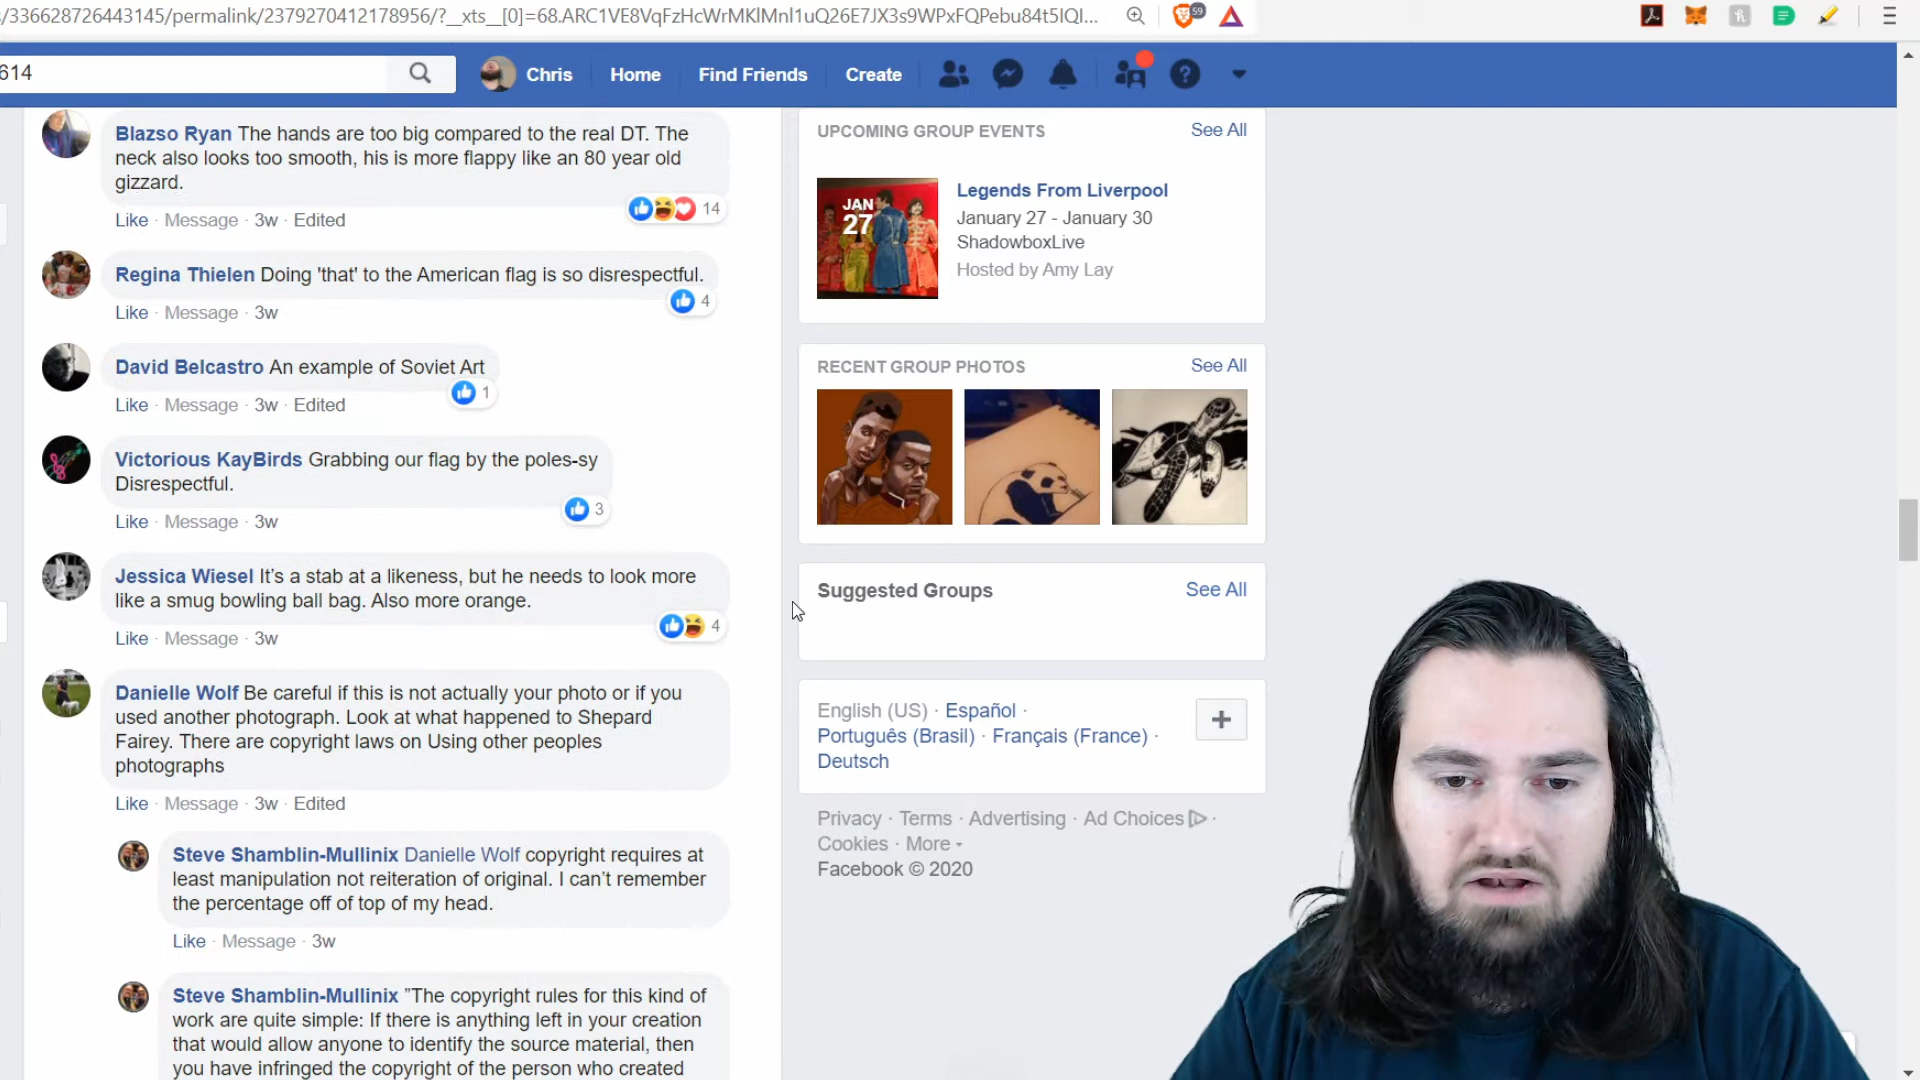 /336628726443145/permalink/2379270412178956/?__xts__[0]=68.ARC1VE8VqFzHcWrMKlMnl1uQ26E7JX3s9WPxFQPebu84t5IQI...
59
614
Chris
Home
Find Friends
Create
Blazso Ryan The hands are too big compared to the real DT. The
neck also looks too smooth, his is more flappy like an 80 year old
gizzard.
14
Like · Message · 3w · Edited
Regina Thielen Doing 'that' to the American flag is so disrespectful.
4
Like · Message · 3w
David Belcastro An example of Soviet Art
1
Like · Message · 3w · Edited
Victorious KayBirds Grabbing our flag by the poles-sy
Disrespectful.
3
Like · Message · 3w
Jessica Wiesel It's a stab at a likeness, but he needs to look more
like a smug bowling ball bag. Also more orange.
4
Like · Message · 3w
Danielle Wolf Be careful if this is not actually your photo or if you
used another photograph. Look at what happened to Shepard
Fairey. There are copyright laws on Using other peoples
photographs
Like · Message · 3w · Edited
Steve Shamblin-Mullinix Danielle Wolf copyright requires at
least manipulation not reiteration of original. I can't remember
the percentage off of top of my head.
Like · Message · 3w
Steve Shamblin-Mullinix "The copyright rules for this kind of
work are quite simple: If there is anything left in your creation
that would allow anyone to identify the source material, then
you have infringed the copyright of the person who created
UPCOMING GROUP EVENTS
See All
JAN
27
Legends From Liverpool
January 27 - January 30
ShadowboxLive
Hosted by Amy Lay
RECENT GROUP PHOTOS
See All
Suggested Groups
See All
English (US) · Español ·
Português (Brasil) · Français (France) ·
Deutsch
Privacy · Terms · Advertising · Ad Choices ·
Cookies · More
Facebook © 2020